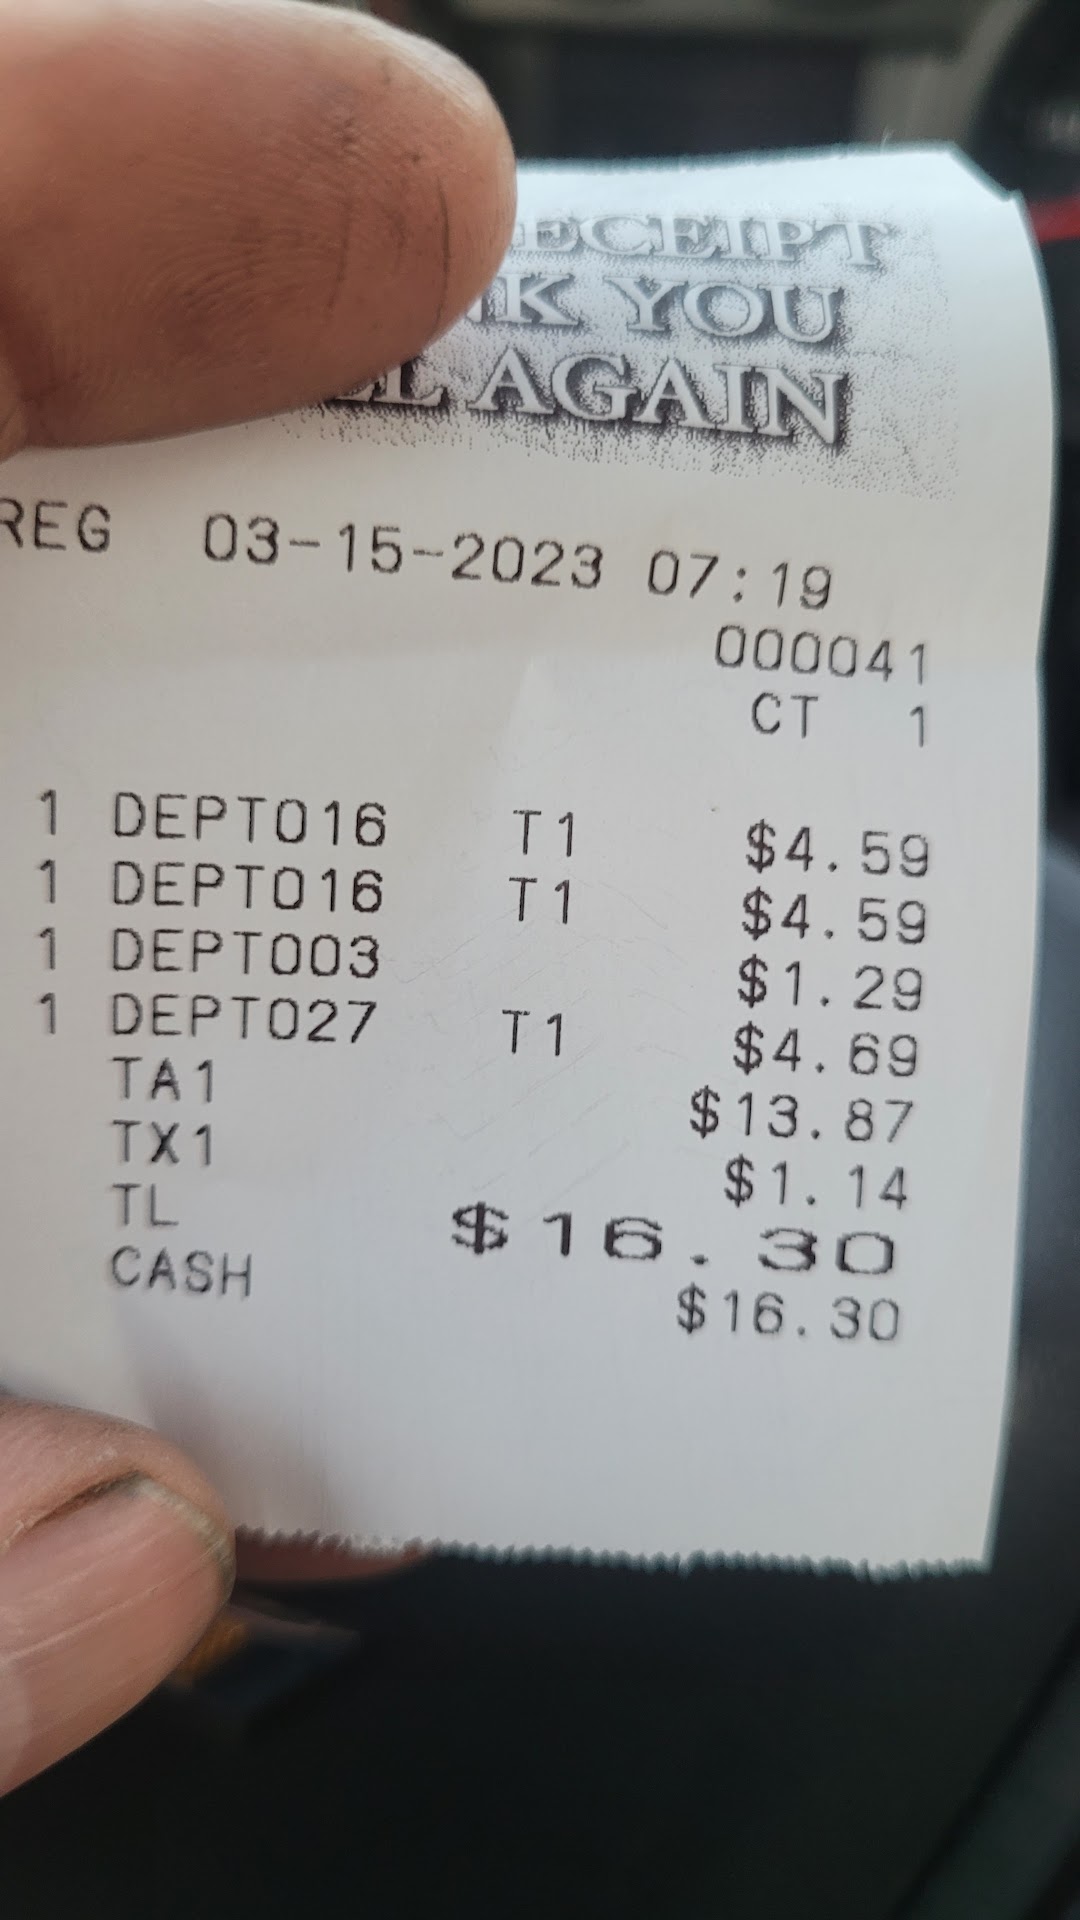 RECEIPT
YOU
AGAIN
REG 03-15-2023 07:19
000041
CT 1
1 DEPT016 T1 $4.59
1 DEPT016 T1 $4.59
1 DEPT003 $1.29
1 DEPT027 T1 $4.69
TA1 $13.87
TX1 $1.14
TL $16.30
CASH $16.30